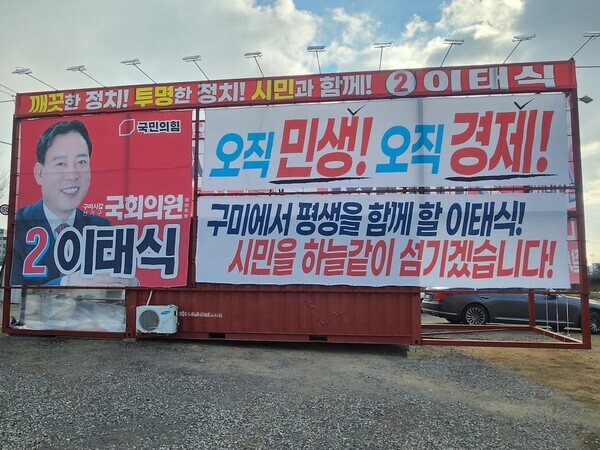 깨끗한 정치! 투명한 정치! 시민과 함께! 2 이태식
국민의힘
구미시갑
국회의원
2 이태식
오직 민생! 오직 경제!
구미에서 평생을 함께 할 이태식!
시민을 하늘같이 섬기겠습니다!
SAMSUNG